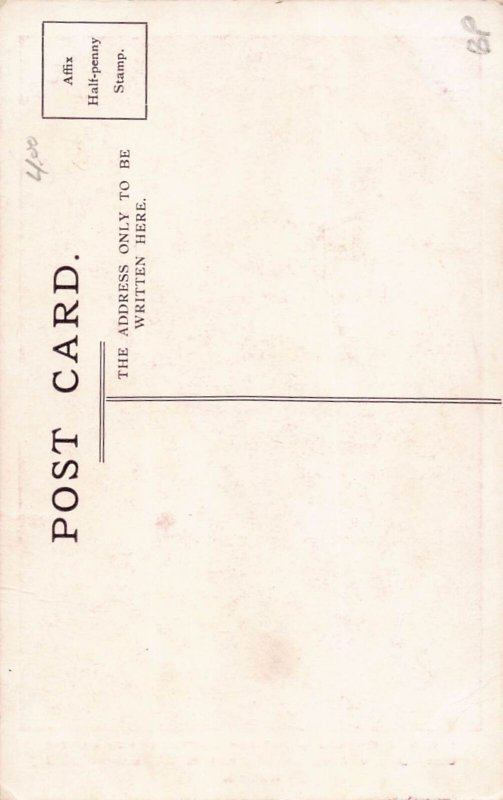 POST CARD.
Affix
Half-penny
Stamp.
THE ADDRESS ONLY TO BE
WRITTEN HERE.
4.00
BP